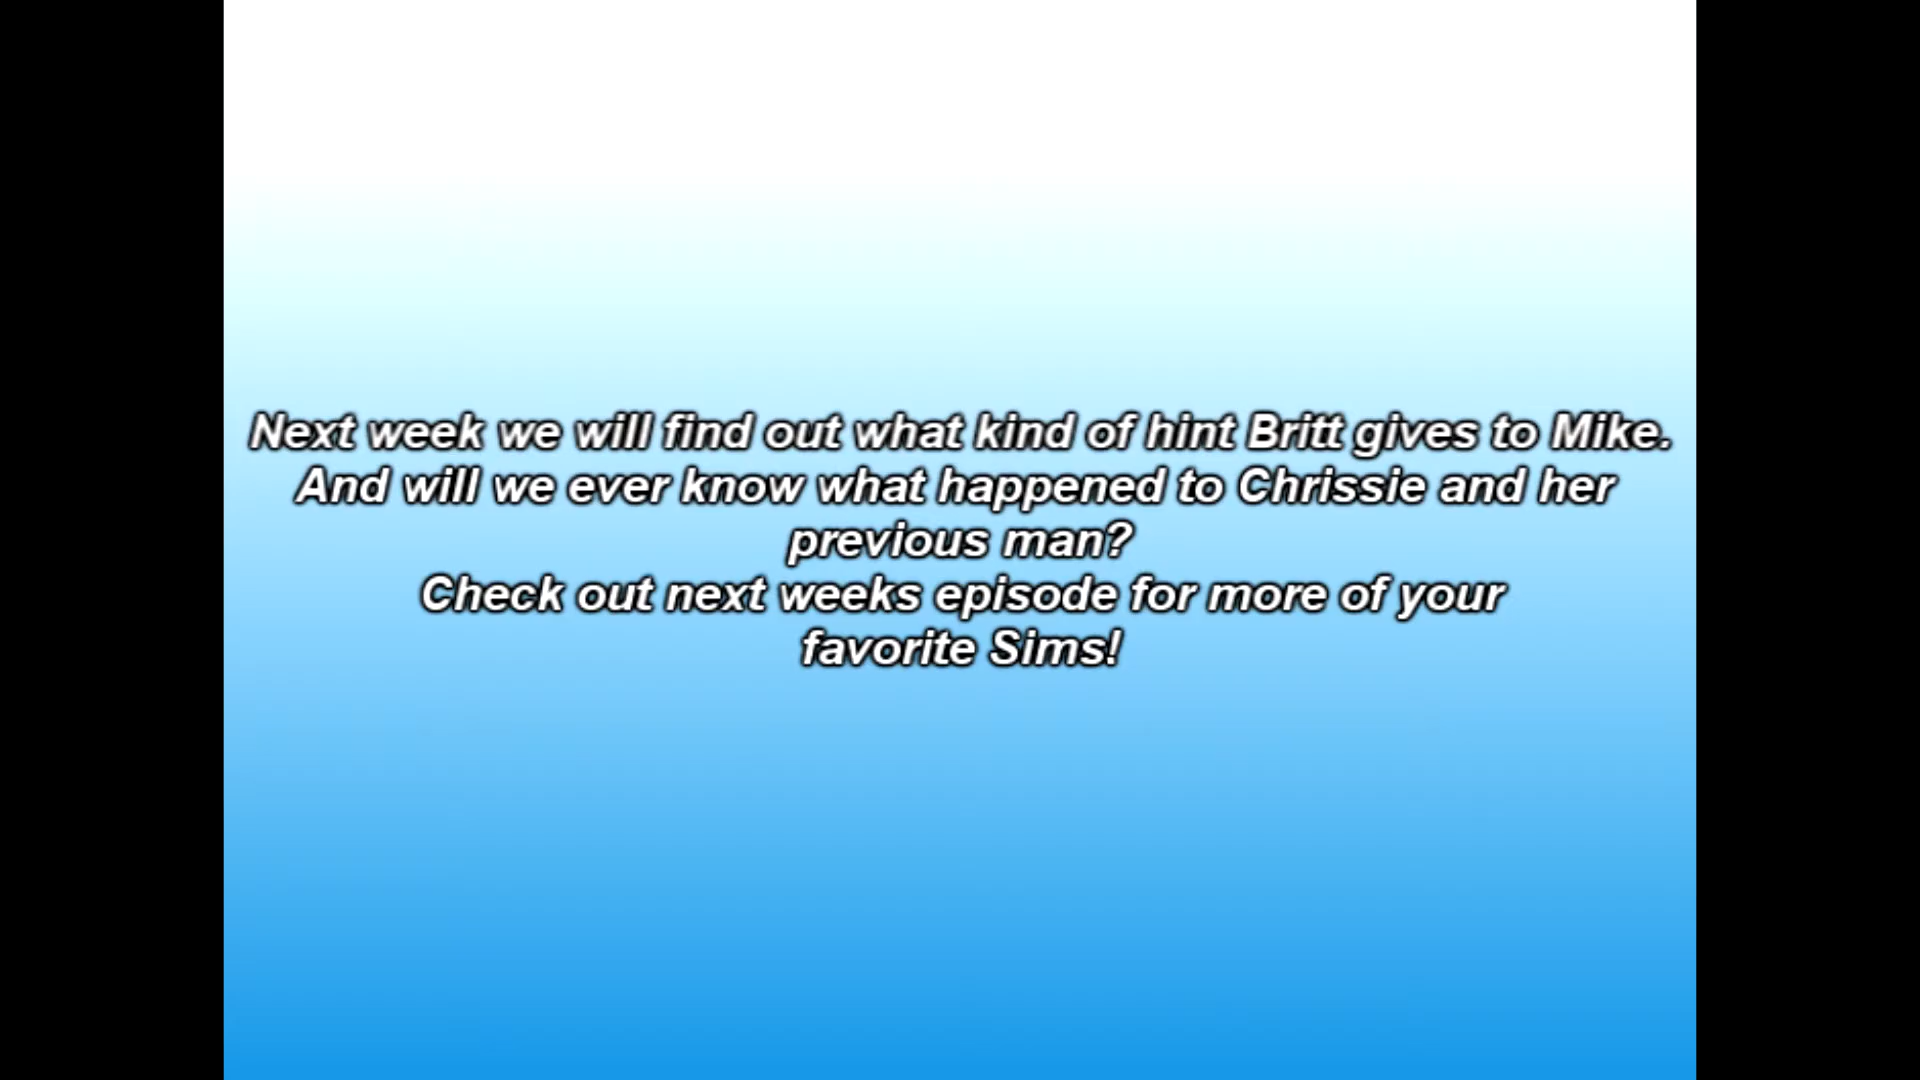 Next week we will find out what kind of hint Britt gives to Mike.
And will we ever know what happened to Chrissie and her
previous man?
Check out next weeks episode for more of your
favorite Sims!